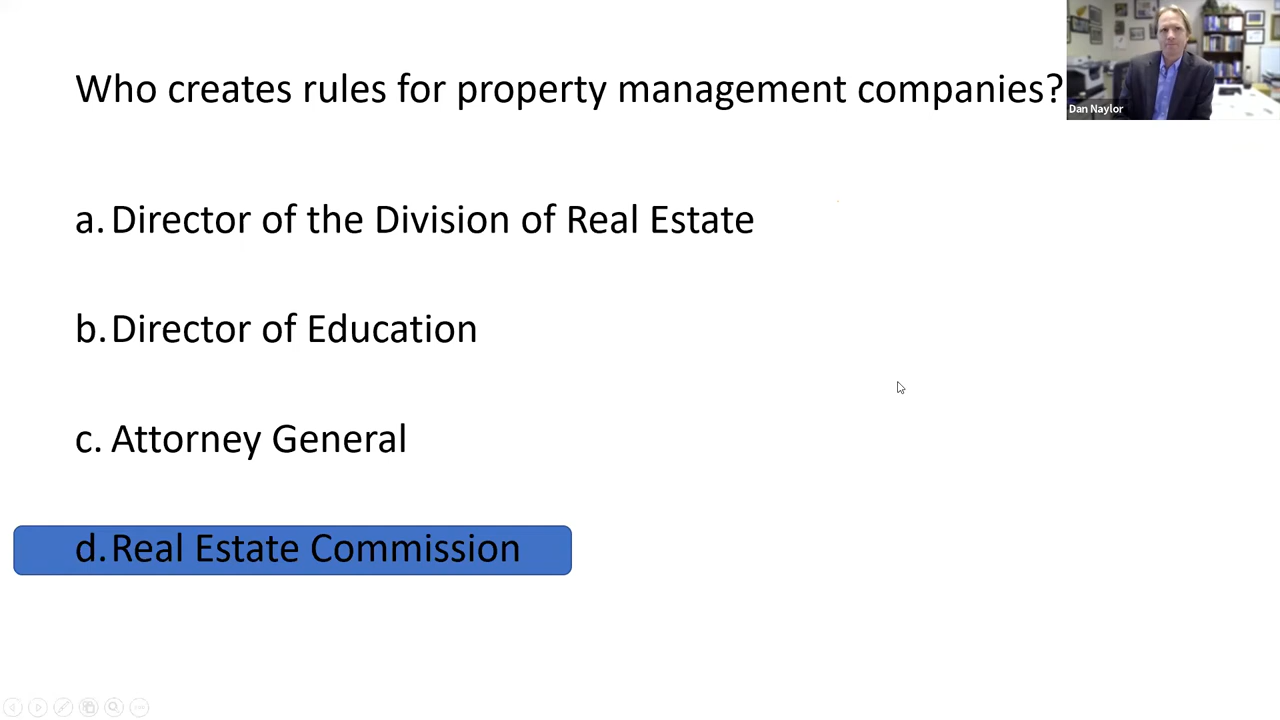 Who creates rules for property management companies?
Dan Naylor
a. Director of the Division of Real Estate
b. Director of Education
c. Attorney General
d. Real Estate Commission